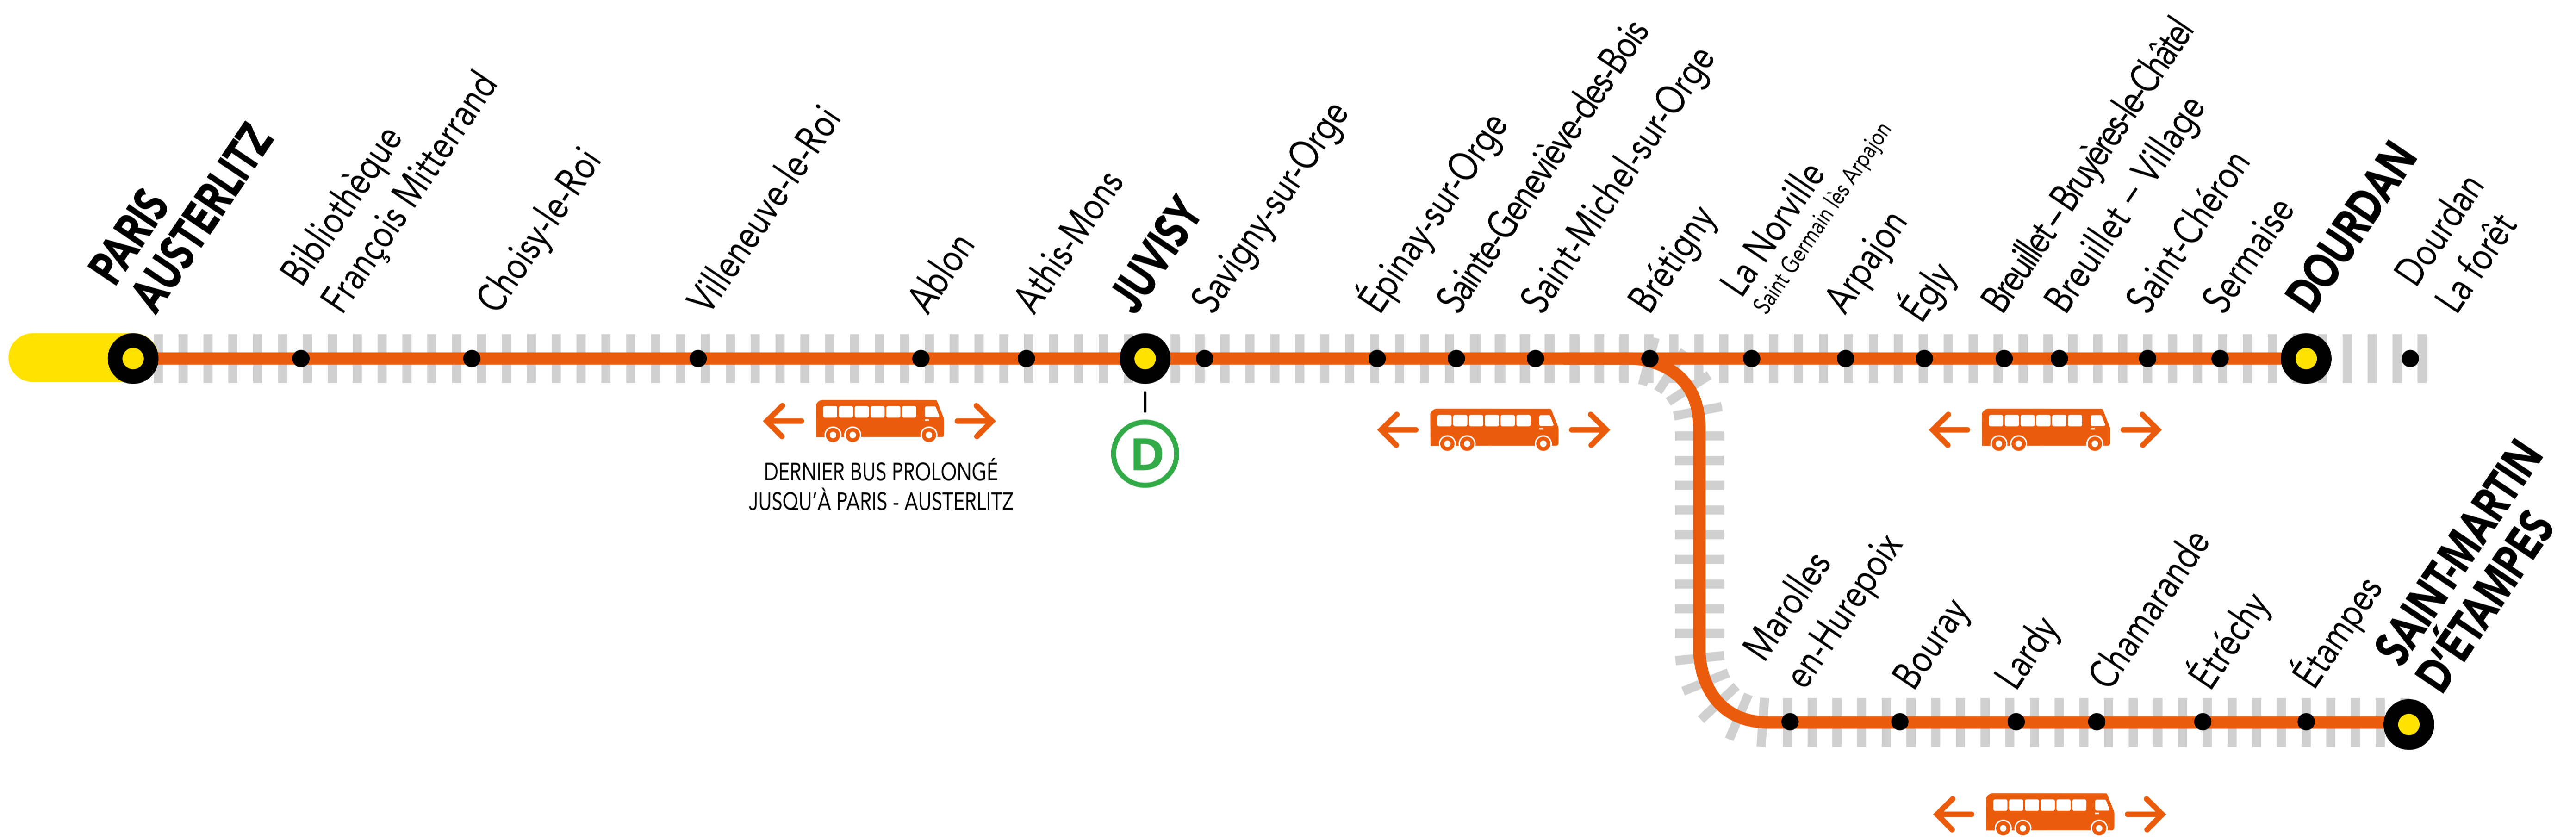 PARIS
AUSTERLITZ
Bibliothèque
François Mitterrand
Choisy-le-Roi
Villeneuve-le-Roi
Ablon
Athis-Mons
JUVISY
Savigny-sur-Orge
Épinay-sur-Orge
Sainte-Geneviève-des-Bois
Saint-Michel-sur-Orge
Brétigny
La Norville
Saint Germain lès Arpajon
Arpajon
Égly
Breuillet – Bruyères-le-Châtel
Breuillet – Village
Saint-Chéron
Sermaise
DOURDAN
Dourdan
La forêt
DERNIER BUS PROLONGÉ
JUSQU'À PARIS - AUSTERLITZ
D
Marolles
en-Hurepoix
Bouray
Lardy
Chamarande
Étréchy
Étampes
SAINT-MARTIN
D'ÉTAMPES